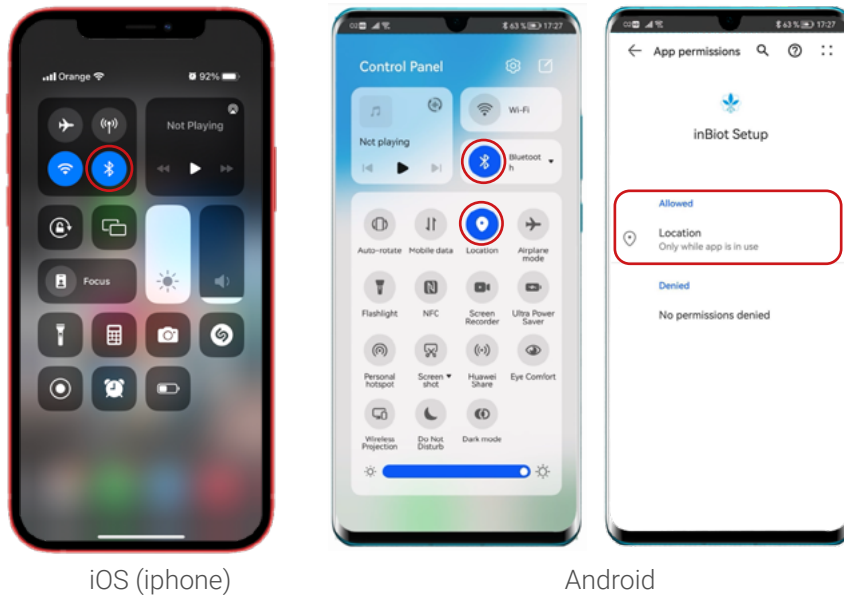 Orange
92%
Not Playing
Focus
63 % 17:27
Control Panel
Wi-Fi
Not playing
Bluetoot
h
Auto-rotate Mobile data Location Airplane
mode
Flashlight NFC Screen
Recorder Ultra Power
Saver
Personal
hotspot Screen
shot Huawei
Share Eye Comfort
Wireless
Projection Do Not
Disturb Dark mode
63 % 17:27
App permissions
inBiot Setup
Allowed
Location
Only while app is in use
Denied
No permissions denied
iOS (iphone)
Android